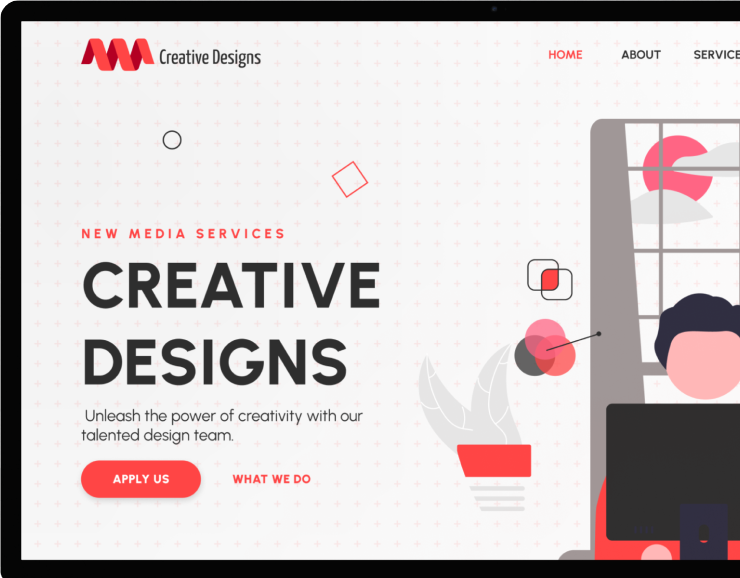 Creative Designs
HOME ABOUT SERVICE
NEW MEDIA SERVICES
CREATIVE
DESIGNS
Unleash the power of creativity with our
talented design team.
APPLY US WHAT WE DO